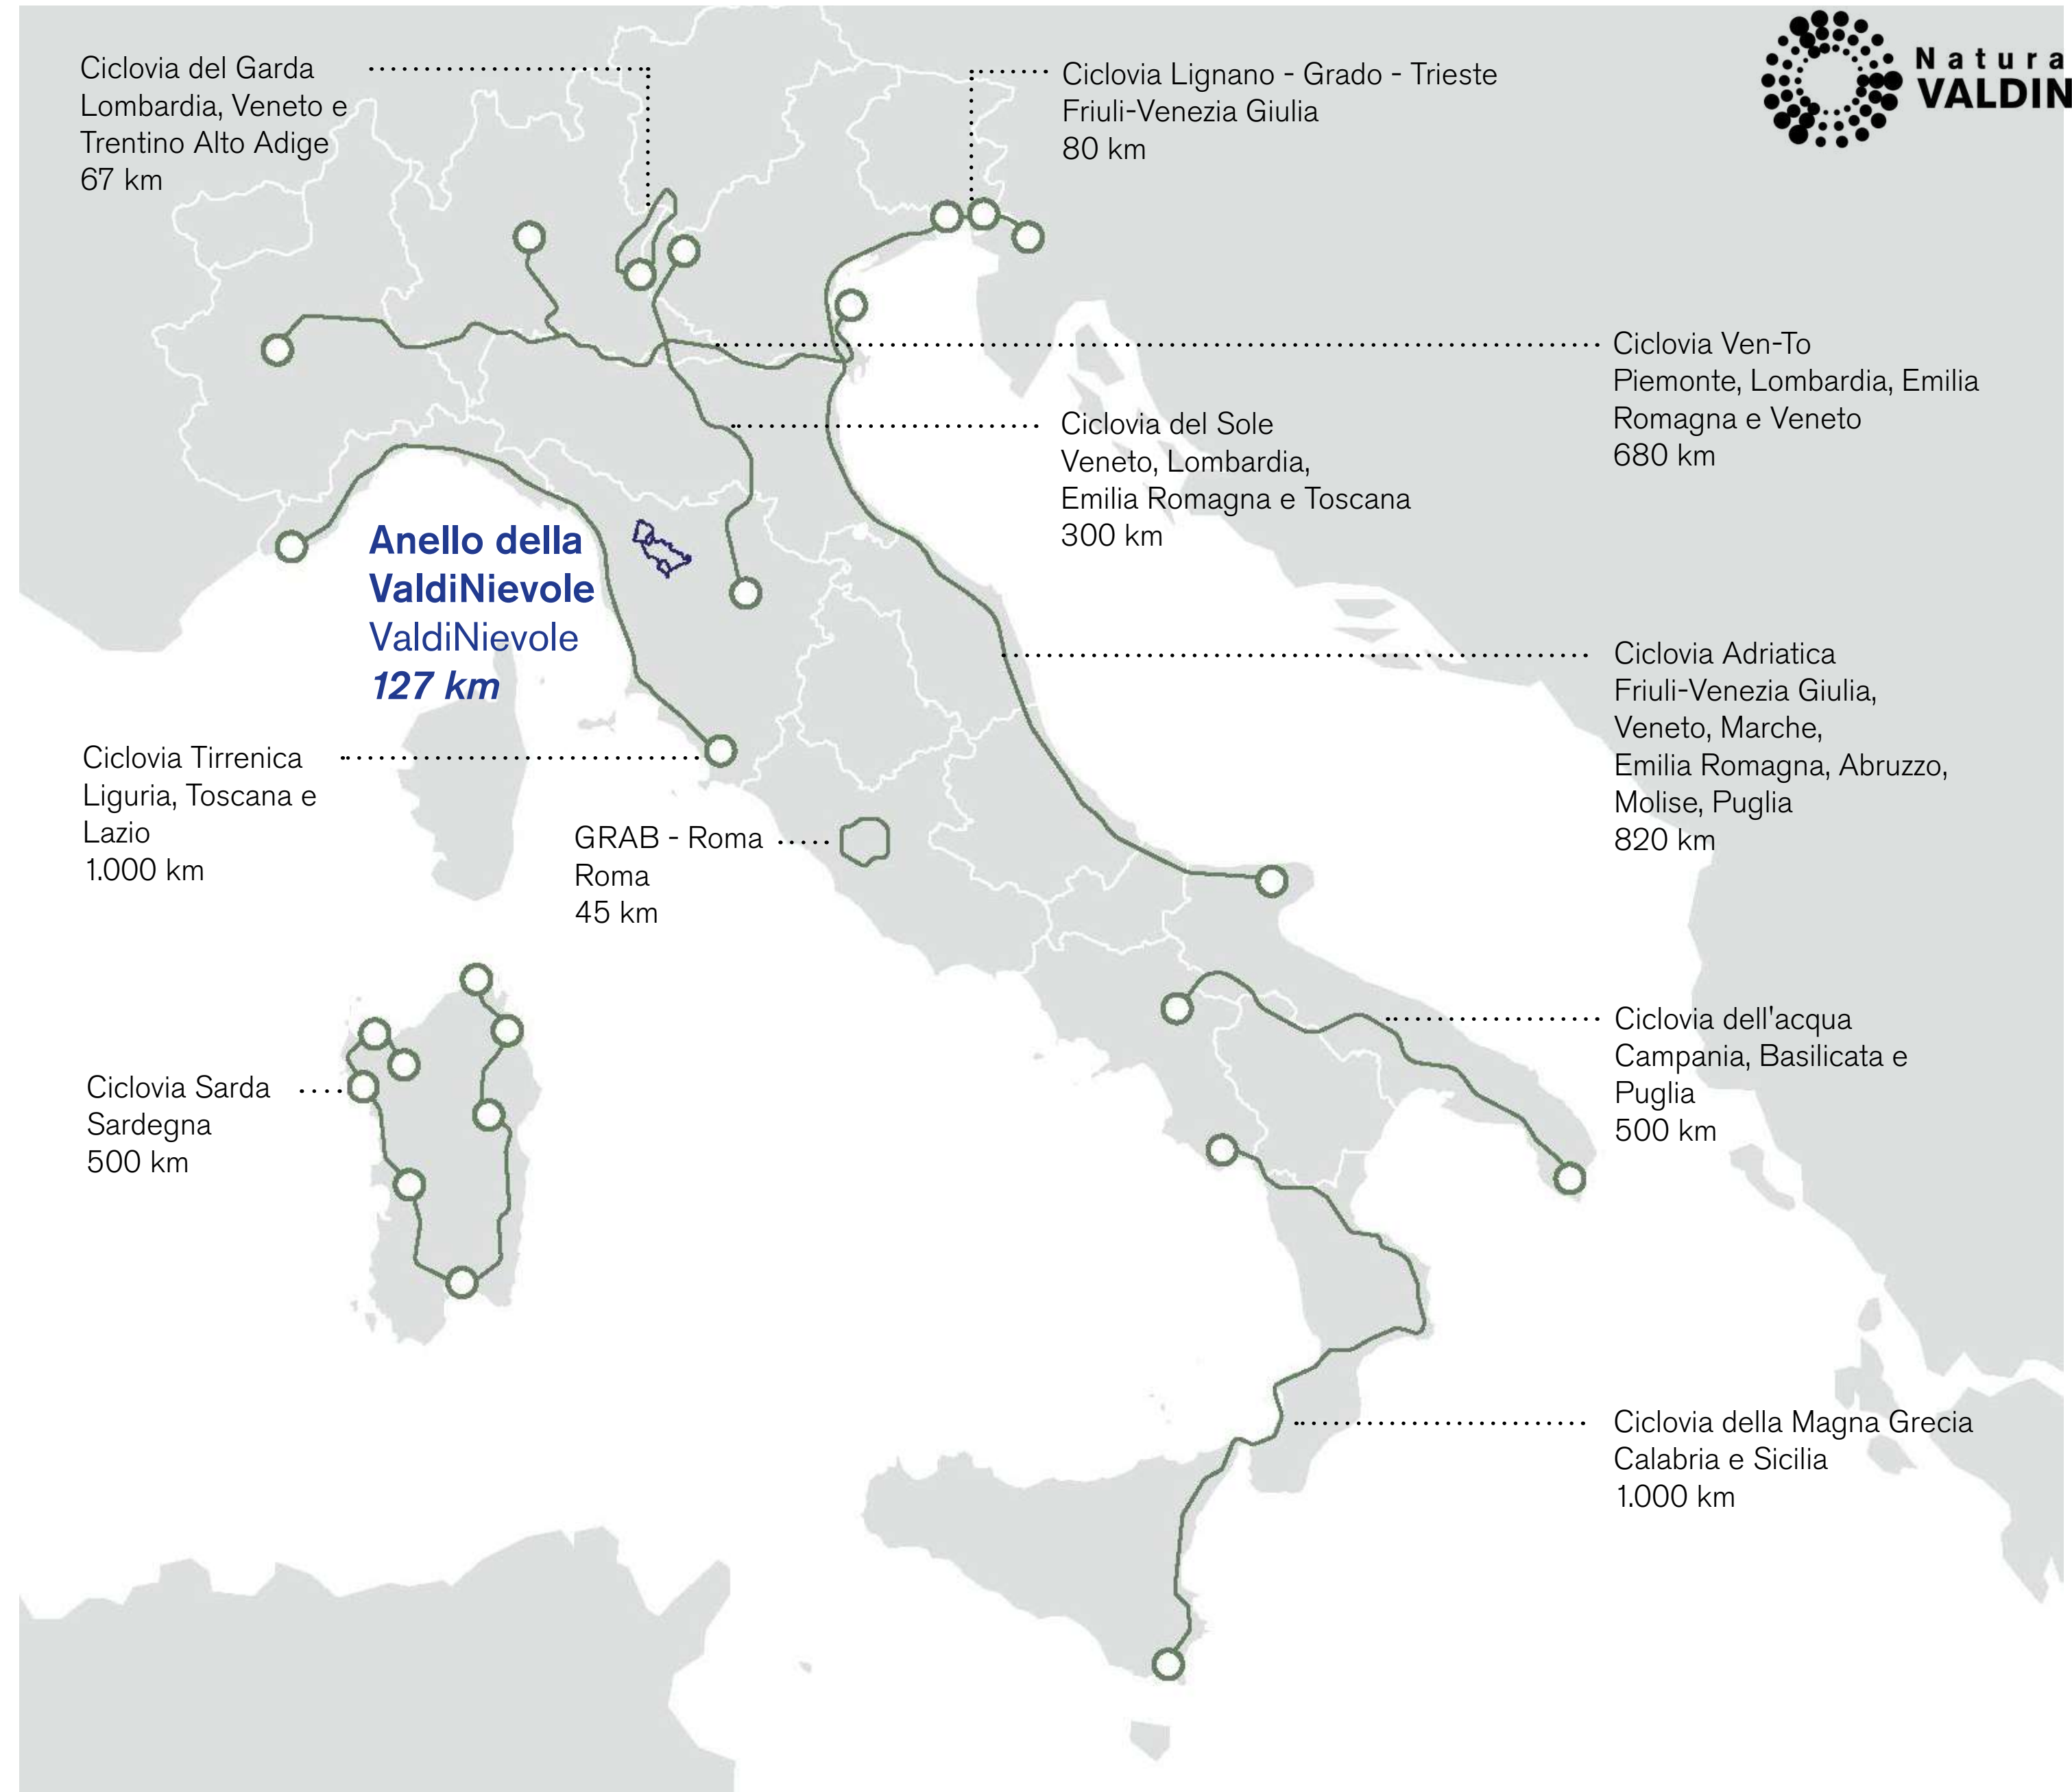 Ciclovia del Garda
Lombardia, Veneto e
Trentino Alto Adige
67 km
Ciclovia Lignano - Grado - Trieste
Friuli-Venezia Giulia
80 km
Natura
VALDIN
Ciclovia Ven-To
Piemonte, Lombardia, Emilia
Romagna e Veneto
680 km
Ciclovia del Sole
Veneto, Lombardia,
Emilia Romagna e Toscana
300 km
Anello della
ValdiNievole
ValdiNievole
127 km
Ciclovia Adriatica
Friuli-Venezia Giulia,
Veneto, Marche,
Emilia Romagna, Abruzzo,
Molise, Puglia
820 km
Ciclovia Tirrenica
Liguria, Toscana e
Lazio
1.000 km
GRAB - Roma
Roma
45 km
Ciclovia dell'acqua
Campania, Basilicata e
Puglia
500 km
Ciclovia Sarda
Sardegna
500 km
Ciclovia della Magna Grecia
Calabria e Sicilia
1.000 km